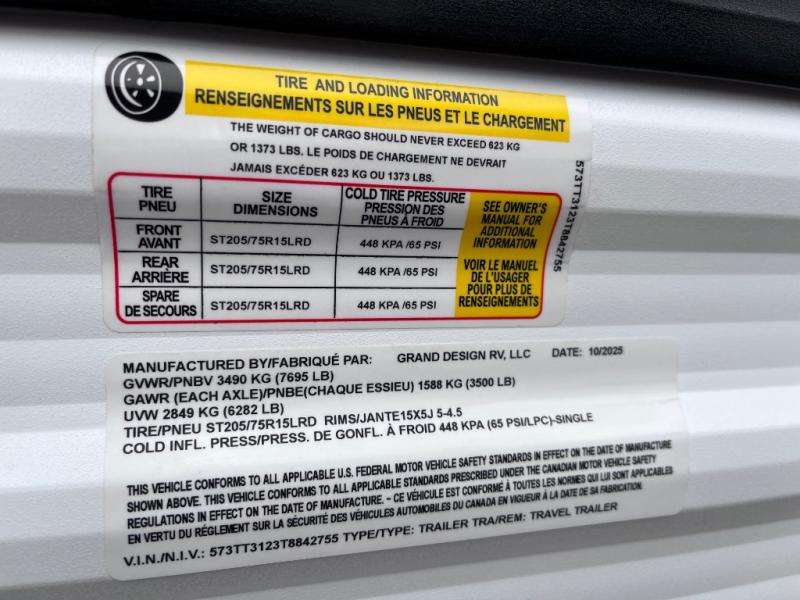 TIRE AND LOADING INFORMATION
RENSEIGNEMENTS SUR LES PNEUS ET LE CHARGEMENT
THE WEIGHT OF CARGO SHOULD NEVER EXCEED 623 KG
OR 1373 LBS. LE POIDS DE CHARGEMENT NE DEVRAIT
JAMAIS EXCÉDER 623 KG OU 1373 LBS.
TIRE
PNEU
SIZE
DIMENSIONS
COLD TIRE PRESSURE
PRESSION DES
PNEUS À FROID
FRONT
AVANT
ST205/75R15LRD
448 KPA /65 PSI
REAR
ARRIÈRE
ST205/75R15LRD
448 KPA /65 PSI
SPARE
DE SECOURS
ST205/75R15LRD
448 KPA /65 PSI
SEE OWNER'S
MANUAL FOR
ADDITIONAL
INFORMATION
VOIR LE MANUEL
DE L'USAGER
POUR PLUS DE
RENSEIGNEMENTS
573TT3123T8842755
MANUFACTURED BY/FABRIQUÉ PAR: GRAND DESIGN RV, LLC DATE: 10/2025
GVWR/PNBV 3490 KG (7695 LB)
GAWR (EACH AXLE)/PNBE(CHAQUE ESSIEU) 1588 KG (3500 LB)
UVW 2849 KG (6282 LB)
TIRE/PNEU ST205/75R15LRD RIMS/JANTE15X5J 5-4.5
COLD INFL. PRESS/PRESS. DE GONFL. À FROID 448 KPA (65 PSI/LPC)-SINGLE
THIS VEHICLE CONFORMS TO ALL APPLICABLE U.S. FEDERAL MOTOR VEHICLE SAFETY STANDARDS IN EFFECT ON THE DATE OF MANUFACTURE
SHOWN ABOVE. THIS VEHICLE CONFORMS TO ALL APPLICABLE STANDARDS PRESCRIBED UNDER THE CANADIAN MOTOR VEHICLE SAFETY
REGULATIONS IN EFFECT ON THE DATE OF MANUFACTURE. - CE VÉHICULE EST CONFORMÉ À TOUTES LES NORMES QUI LUI SONT APPLICABLES
EN VERTU DU RÉGLEMENT SUR LA SÉCURITÉ DES VÉHICULES AUTOMOBILES DU CANADA EN VIGUEUR À LA DATE DE SA FABRICATION.
V.I.N./N.I.V.: 573TT3123T8842755 TYPE/TYPE: TRAILER TRA/REM: TRAVEL TRAILER